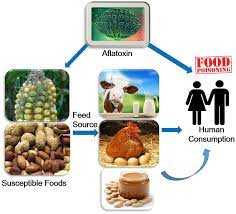 Aflatoxin
FOOD
POISONING
Feed
Source
Human
Consumption
Susceptible Foods